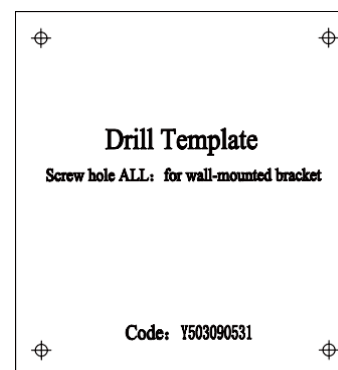 Drill Template
Screw hole ALL: for wall-mounted bracket
Code: Y503090531